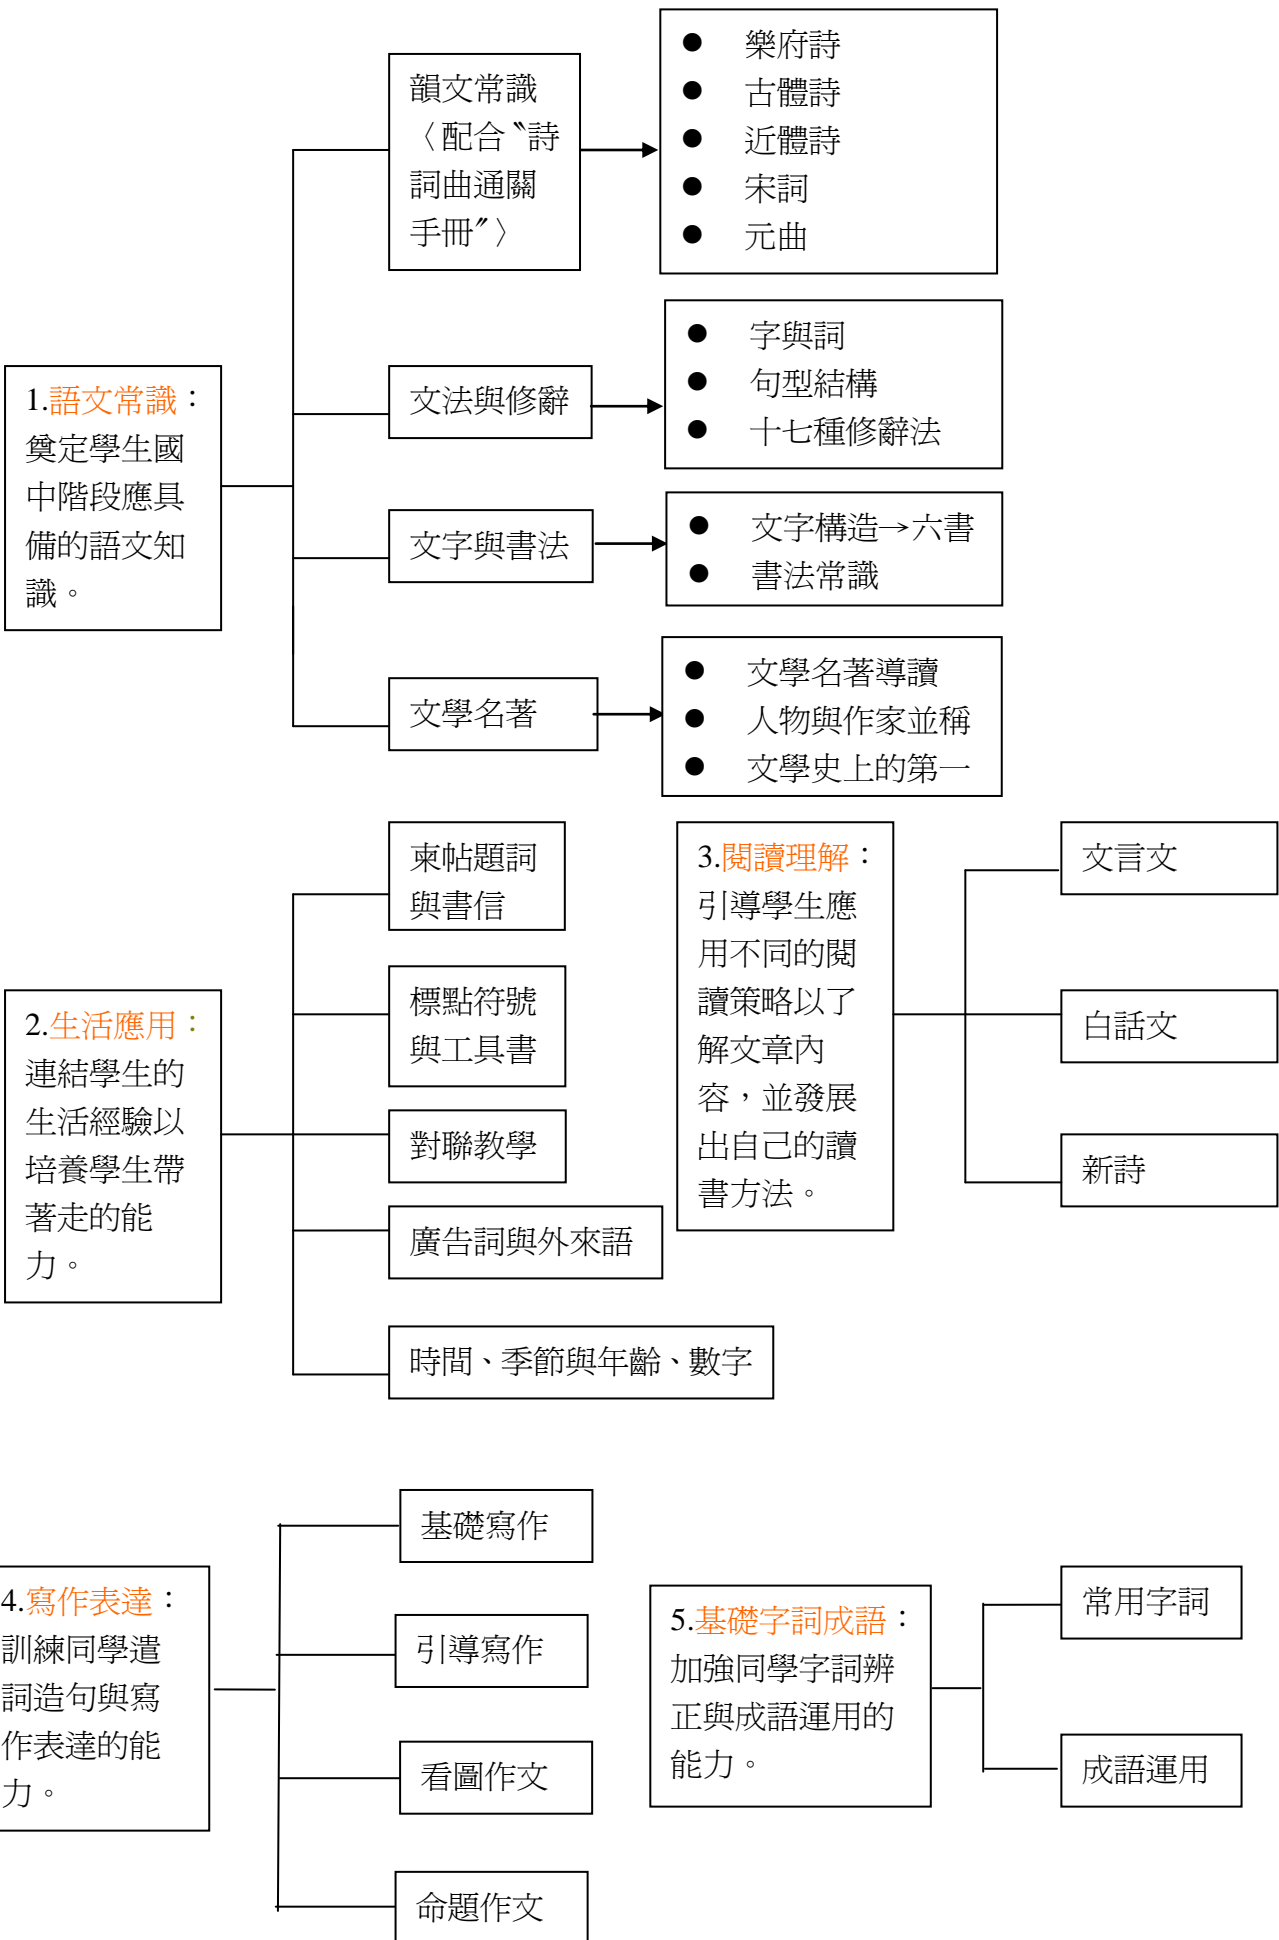 1.語文常識：
奠定學生國
中階段應具
備的語文知
識。
韻文常識
〈配合〝詩
詞曲通關
手冊〞〉
● 樂府詩
● 古體詩
● 近體詩
● 宋詞
● 元曲
文法與修辭
● 字與詞
● 句型結構
● 十七種修辭法
文字與書法
● 文字構造→六書
● 書法常識
文學名著
● 文學名著導讀
● 人物與作家並稱
● 文學史上的第一
2.生活應用：
連結學生的
生活經驗以
培養學生帶
著走的能
力。
柬帖題詞
與書信
標點符號
與工具書
對聯教學
廣告詞與外來語
時間、季節與年齡、數字
3.閱讀理解：
引導學生應
用不同的閱
讀策略以了
解文章內
容，並發展
出自己的讀
書方法。
文言文
白話文
新詩
4.寫作表達：
訓練同學遣
詞造句與寫
作表達的能
力。
基礎寫作
引導寫作
看圖作文
命題作文
5.基礎字詞成語：
加強同學字詞辨
正與成語運用的
能力。
常用字詞
成語運用